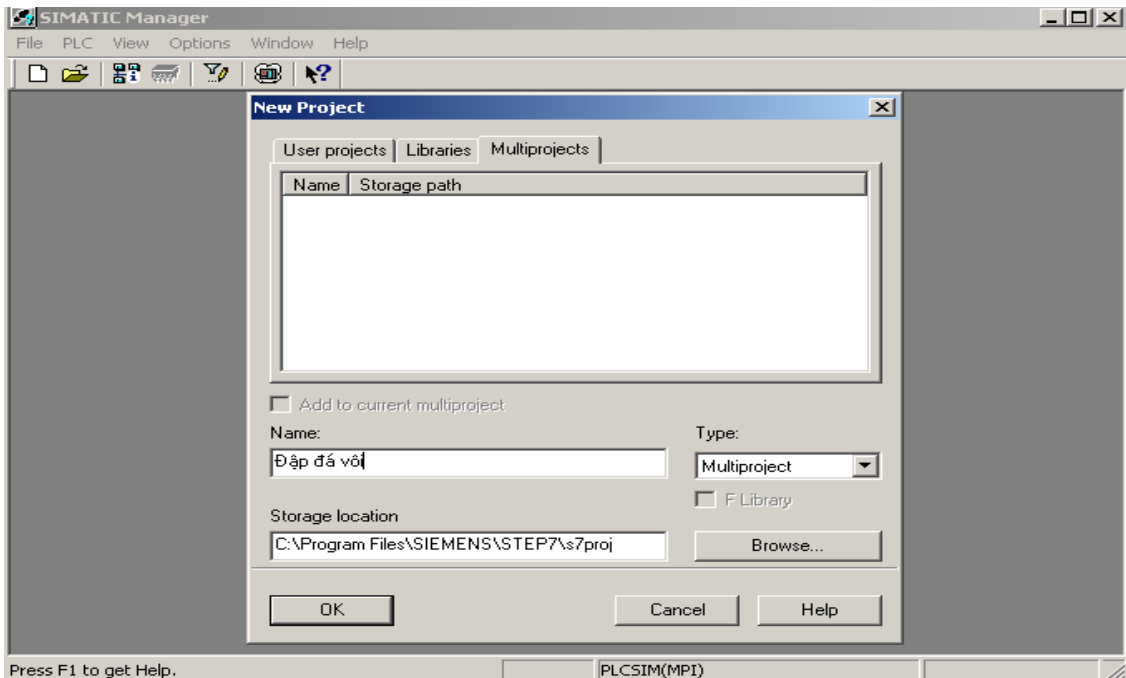 SIMATIC Manager
File PLC View Options Window Help
New Project
User projects Libraries Multiprojects
Name Storage path
Add to current multiproject
Name: Type:
Đập đá vôi Multiproject
F Library
Storage location
C:\Program Files\SIEMENS\STEP7\s7proj Browse...
OK Cancel Help
Press F1 to get Help. PLCSIM(MPI)